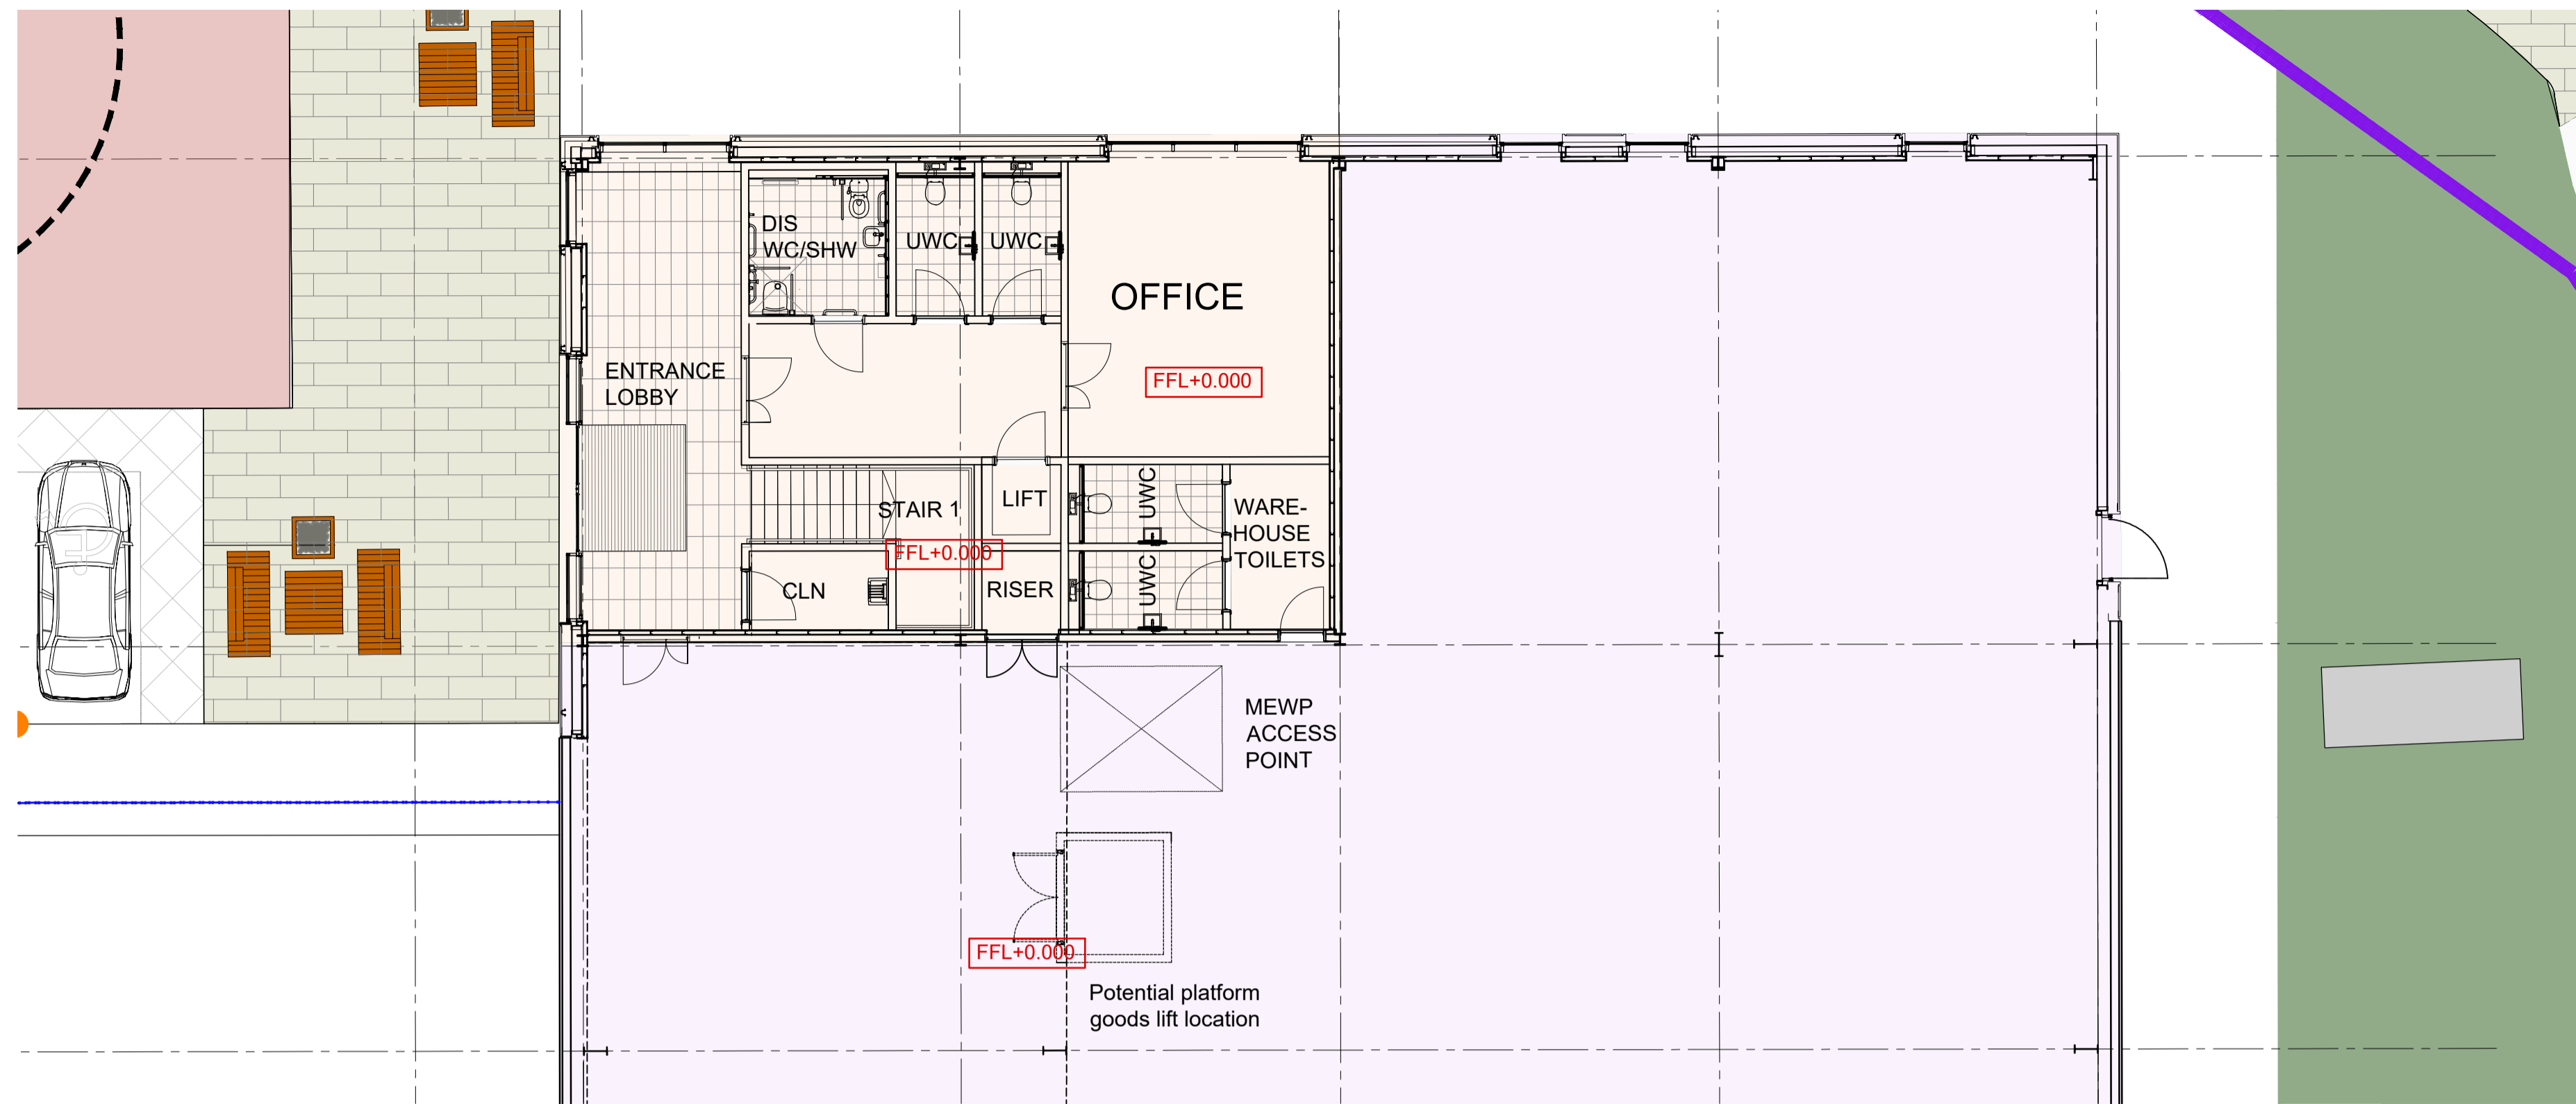 DIS
WC/SHW
UWC
UWC
OFFICE
ENTRANCE
LOBBY
FFL+0.000
STAIR 1
LIFT
UWC
WARE-
HOUSE
TOILETS
FFL+0.000
CLN
RISER
UWC
MEWP
ACCESS
POINT
FFL+0.000
Potential platform
goods lift location